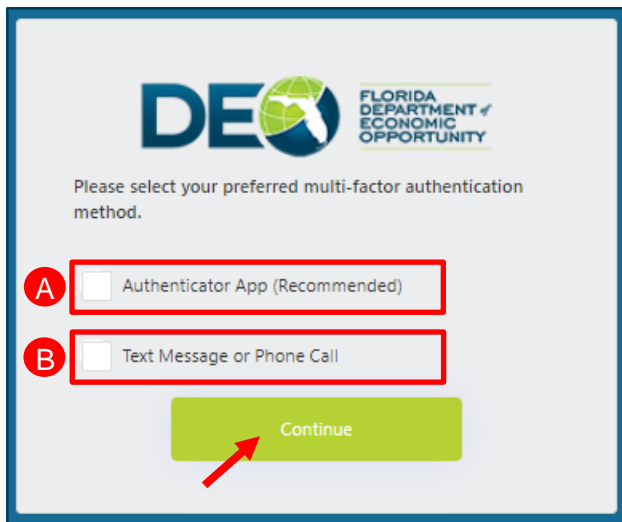 DEO
FLORIDA
DEPARTMENT of
ECONOMIC
OPPORTUNITY
Please select your preferred multi-factor authentication
method.
A
Authenticator App (Recommended)
B
Text Message or Phone Call
Continue